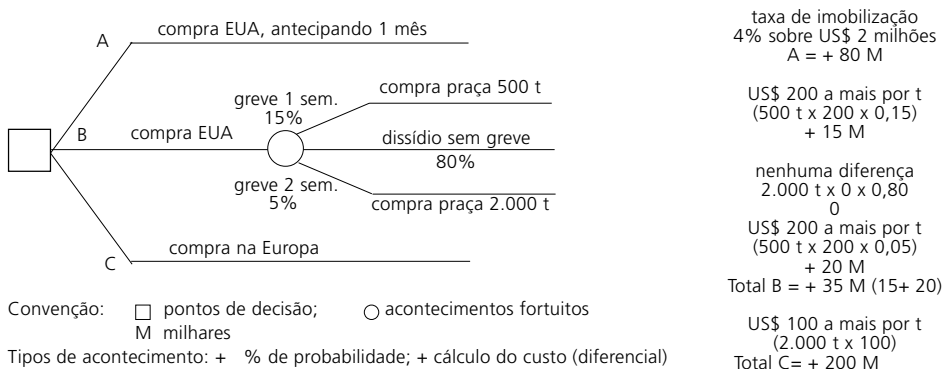 A
compra EUA, antecipando 1 mês
greve 1 sem.
15%
compra praça 500 t
B
compra EUA
dissídio sem greve
80%
greve 2 sem.
5%
compra praça 2.000 t
C
compra na Europa
Convenção:
pontos de decisão;
acontecimentos fortuitos
M milhares
Tipos de acontecimento: + % de probabilidade; + cálculo do custo (diferencial)
taxa de imobilização
4% sobre US$ 2 milhões
A = + 80 M
US$ 200 a mais por t
(500 t x 200 x 0,15)
+ 15 M
nenhuma diferença
2.000 t x 0 x 0,80
0
US$ 200 a mais por t
(500 t x 200 x 0,05)
+ 20 M
Total B = + 35 M (15+ 20)
US$ 100 a mais por t
(2.000 t x 100)
Total C= + 200 M